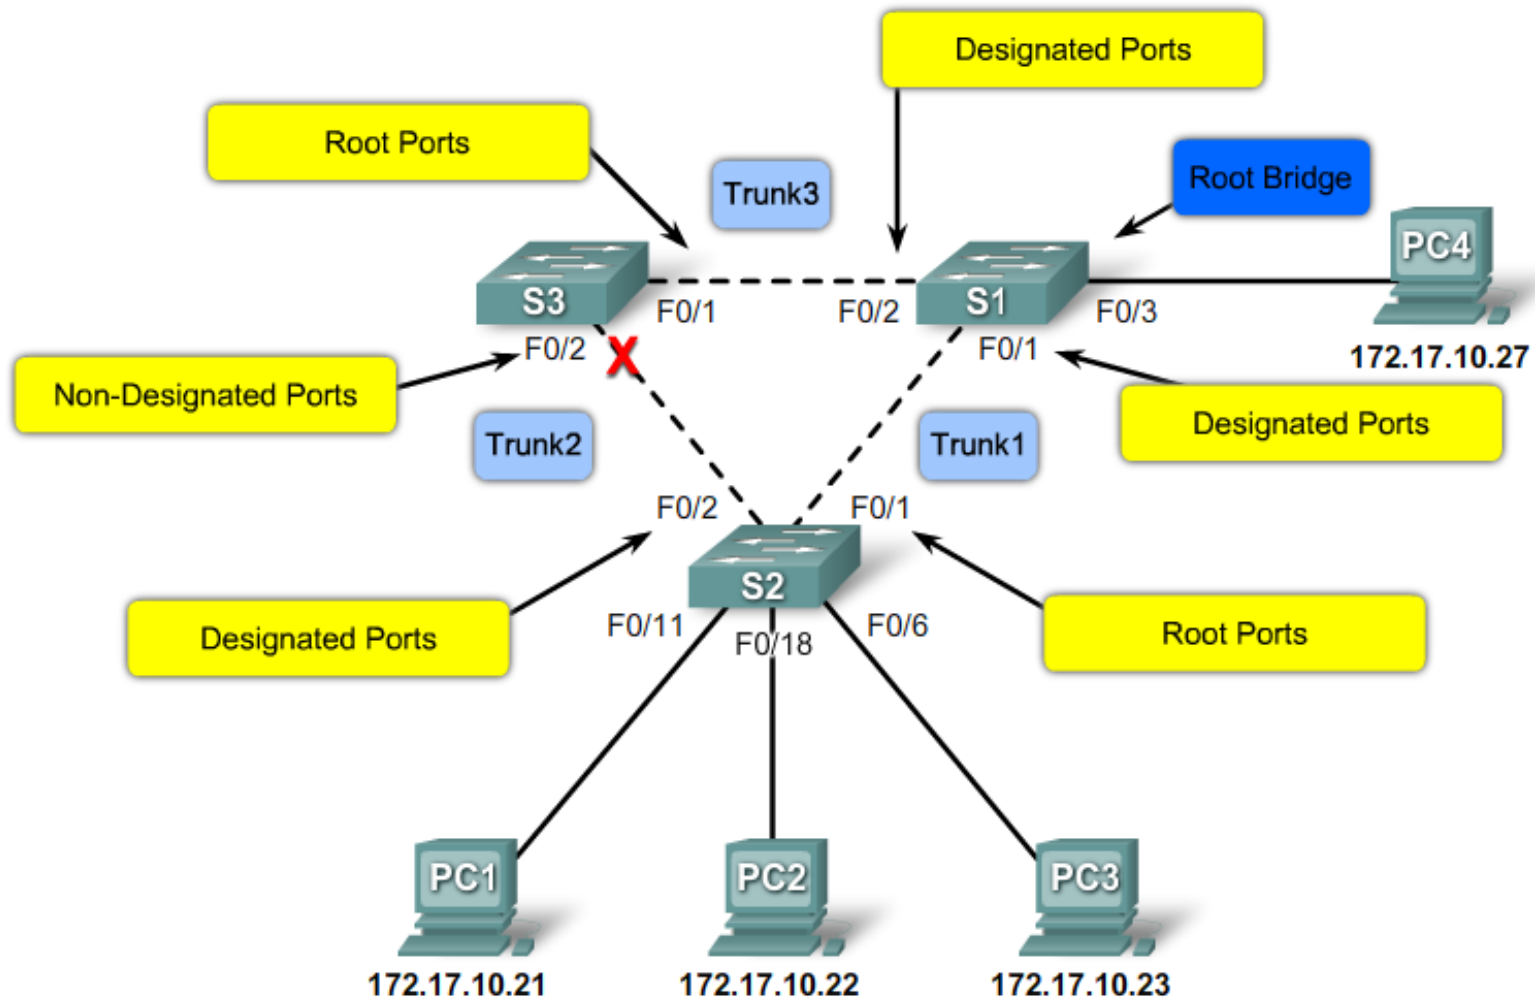 Designated Ports
Root Ports
Trunk3
Root Bridge
PC4
S3
F0/1
F0/2
S1
F0/3
F0/2
F0/1
172.17.10.27
Non-Designated Ports
X
Designated Ports
Trunk2
Trunk1
F0/2
F0/1
S2
Designated Ports
F0/11
F0/18
F0/6
Root Ports
PC1
PC2
PC3
172.17.10.21
172.17.10.22
172.17.10.23